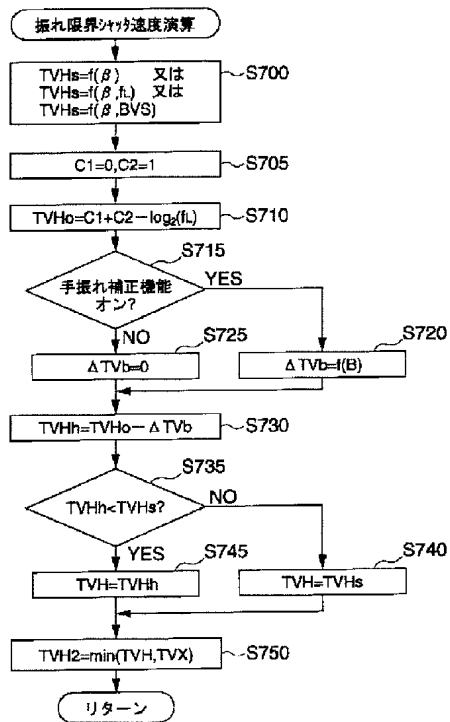 振れ限界シャッタ速度演算
TVHs=f(β) 又は
TVHs=f(β,fL) 又は
TVHs=f(β,BVS)
S700
C1=0,C2=1
S705
TVHo=C1+C2−log₂(fL)
S710
S715
手振れ補正機能
オン?
YES
NO
S725
ΔTVb=0
S720
ΔTVb=f(B)
TVHh=TVHo−ΔTVb
S730
S735
TVHh<TVHs?
NO
YES
S745
TVH=TVHh
S740
TVH=TVHs
TVH2=min(TVH,TVX)
S750
リターン